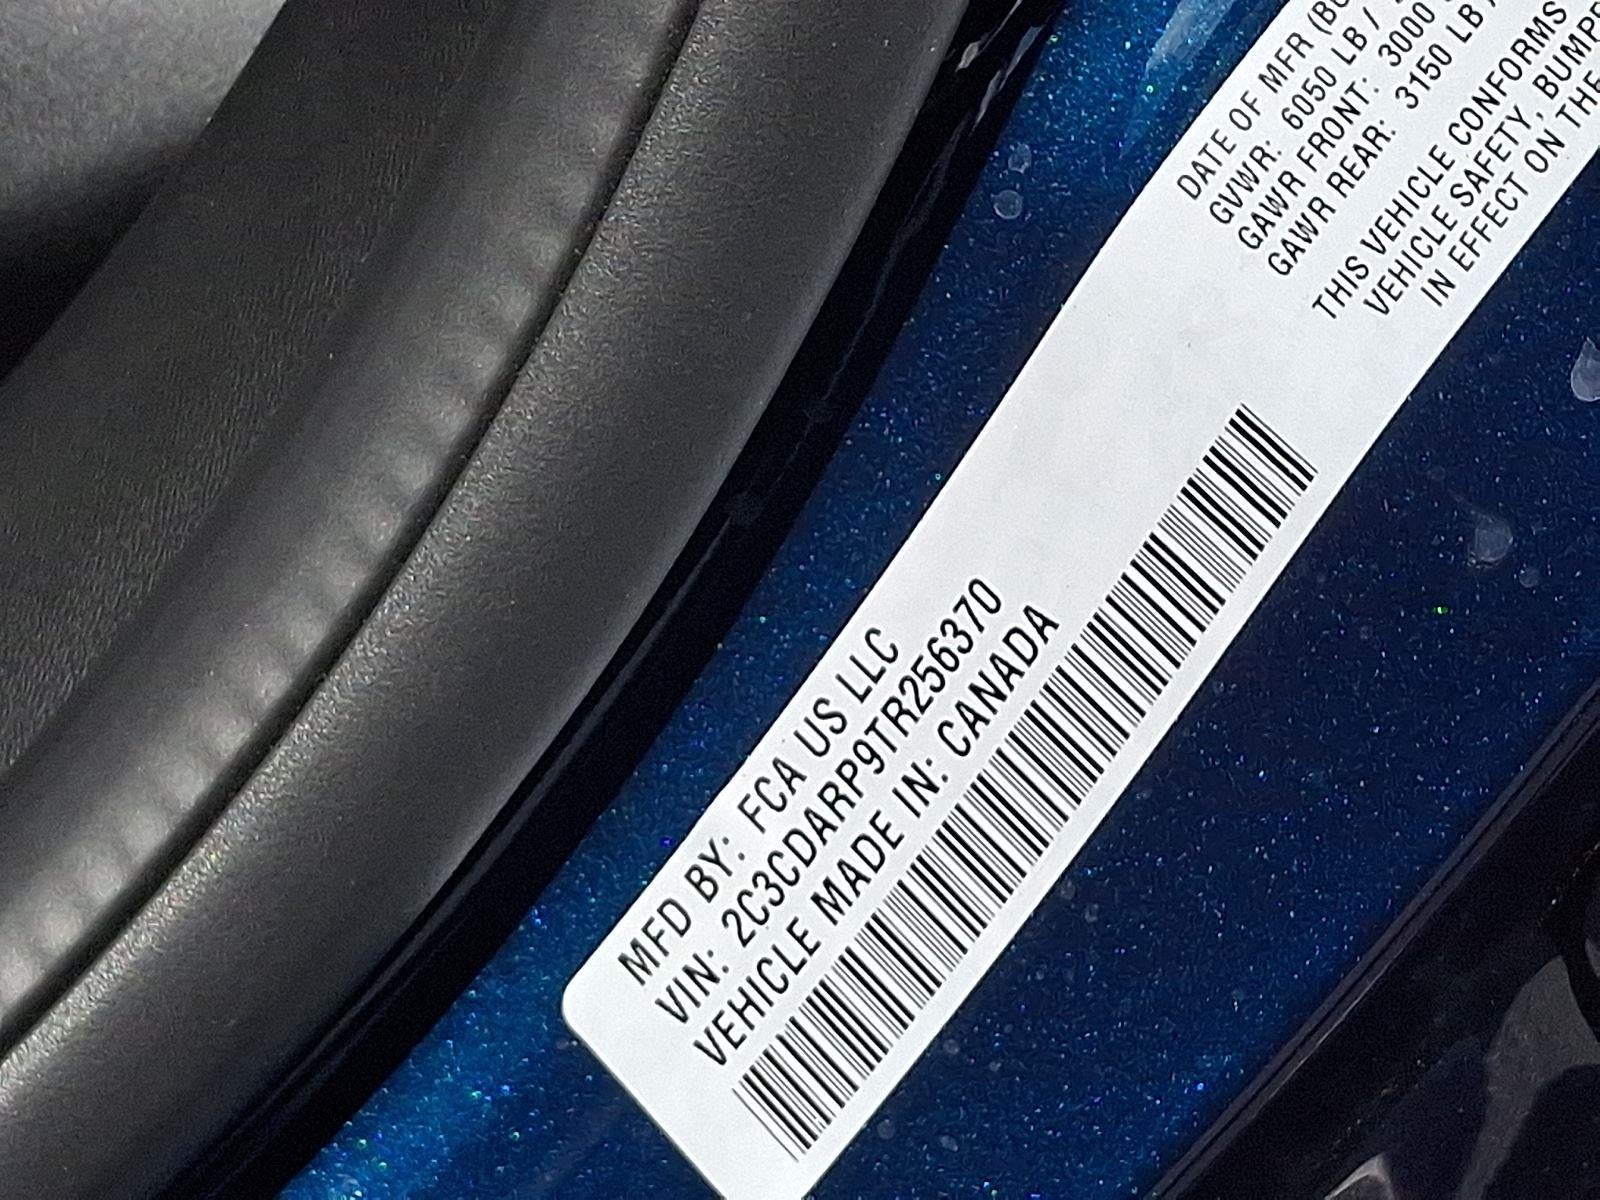 MFD BY: FCA US LLC
VIN: 2C3CDARP9TR256370
VEHICLE MADE IN: CANADA
DATE OF MFR
GVWR: 6050 LB /
GAWR FRONT: 3000
GAWR REAR: 3150 LB
THIS VEHICLE CONFORMS
VEHICLE SAFETY,
IN EFFECT ON THE